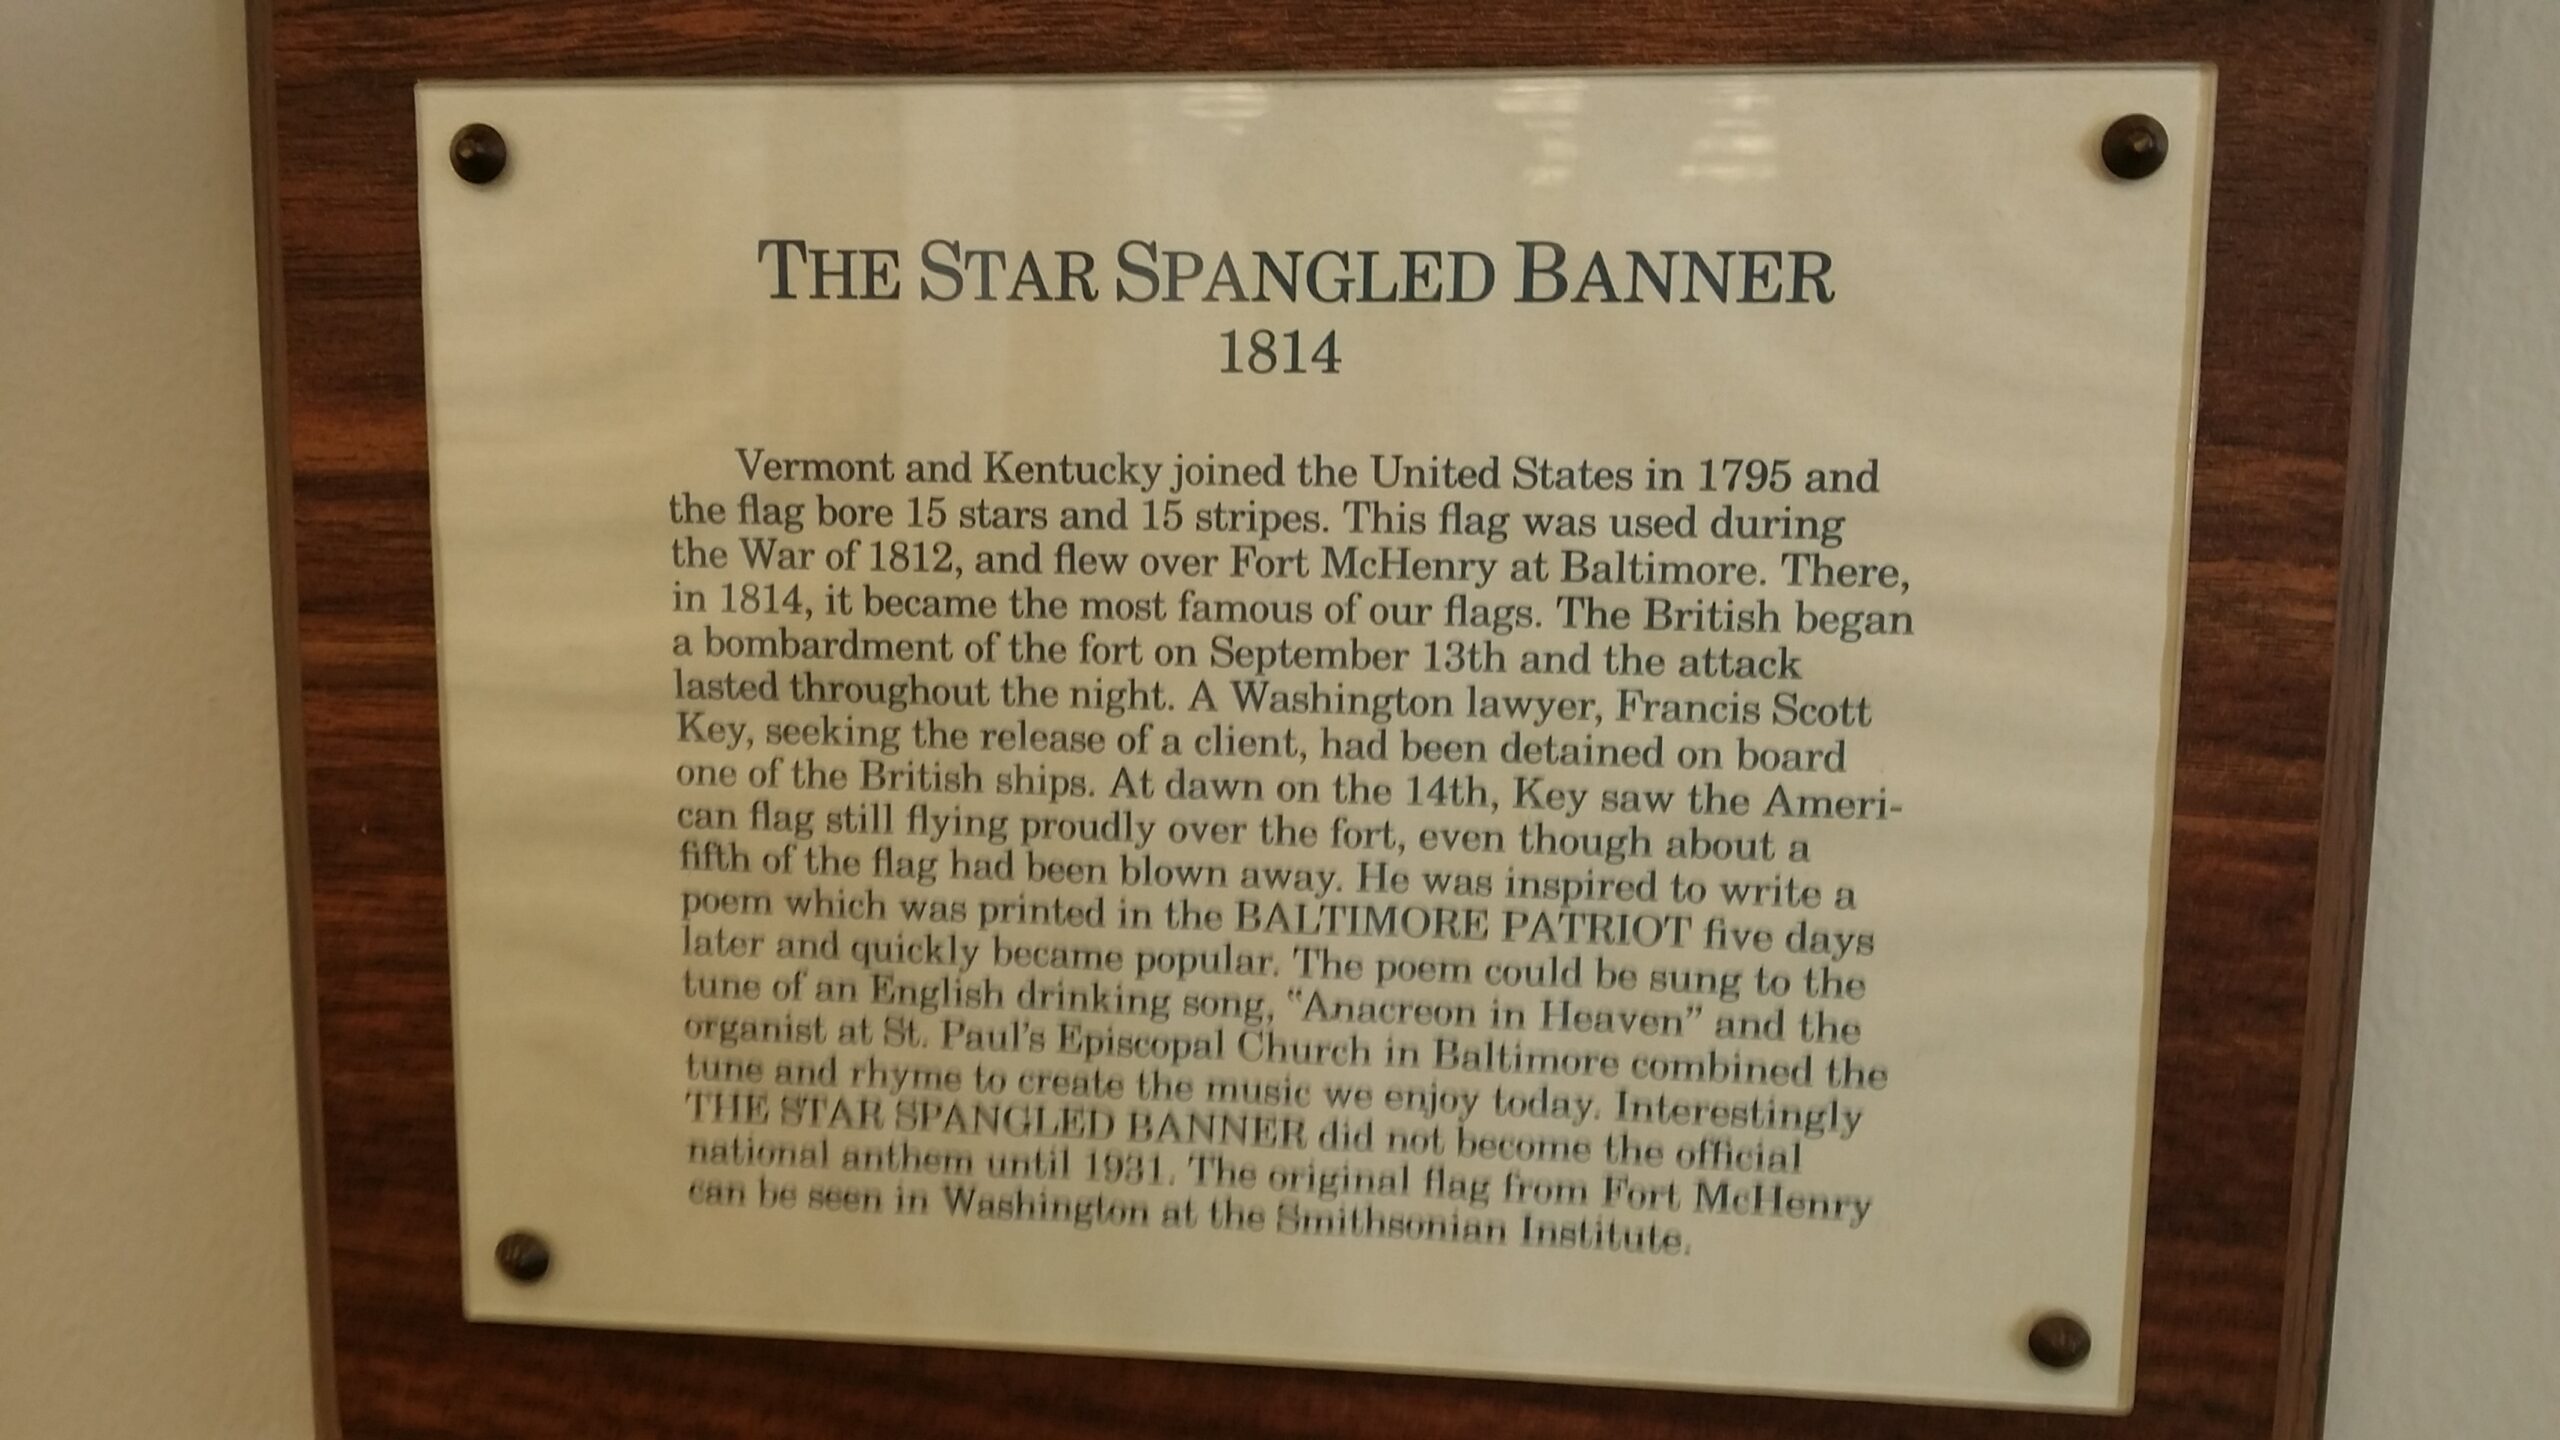 THE STAR SPANGLED BANNER
1814
Vermont and Kentucky joined the United States in 1795 and
the flag bore 15 stars and 15 stripes. This flag was used during
the War of 1812, and flew over Fort McHenry at Baltimore. There,
in 1814, it became the most famous of our flags. The British began
a bombardment of the fort on September 13th and the attack
lasted throughout the night. A Washington lawyer, Francis Scott
Key, seeking the release of a client, had been detained on board
one of the British ships. At dawn on the 14th, Key saw the Ameri-
can flag still flying proudly over the fort, even though about a
fifth of the flag had been blown away. He was inspired to write a
poem which was printed in the BALTIMORE PATRIOT five days
later and quickly became popular. The poem could be sung to the
tune of an English drinking song, "Anacreon in Heaven" and the
organist at St. Paul's Episcopal Church in Baltimore combined the
tune and rhyme to create the music we enjoy today. Interestingly
THE STAR SPANGLED BANNER did not become the official
national anthem until 1931. The original flag from Fort McHenry
can be seen in Washington at the Smithsonian Institute.